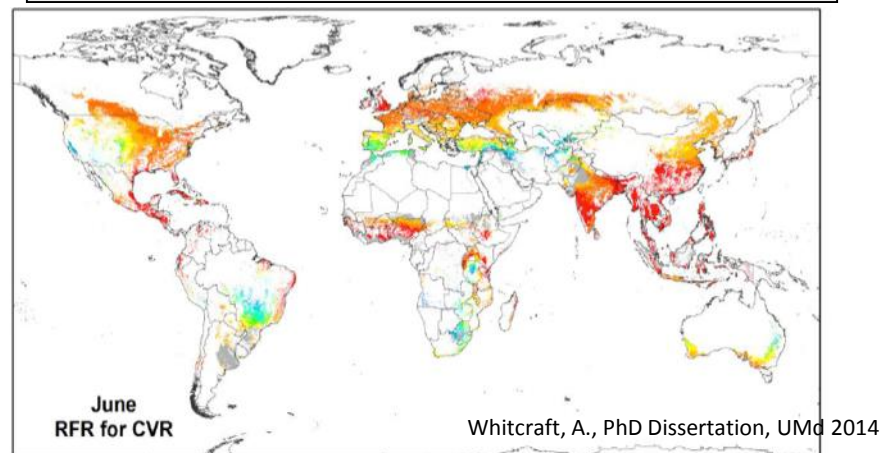 June
RFR for CVR
Whitcraft, A., PhD Dissertation, UMd 2014